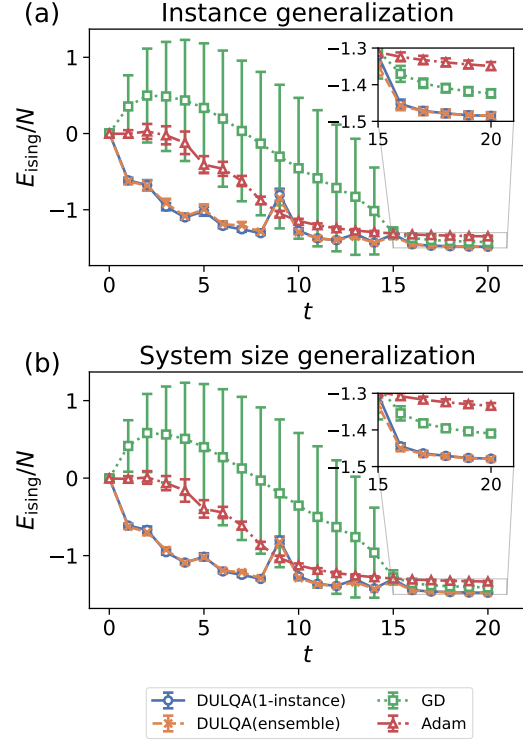 (a)
Instance generalization
E_ising/N
1
0
−1
−1.3
−1.4
−1.5
15
20
0
5
10
15
20
t
(b)
System size generalization
E_ising/N
1
0
−1
−1.3
−1.4
−1.5
15
20
0
5
10
15
20
t
DULQA(1-instance)
DULQA(ensemble)
GD
Adam